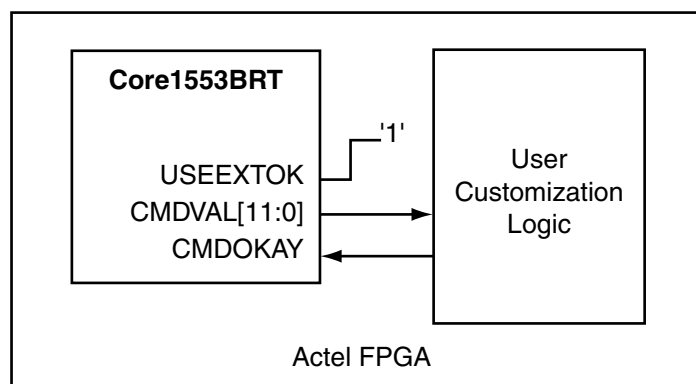 Core1553BRT
'1'
USEEXTOK
CMDVAL[11:0]
CMDOKAY
User
Customization
Logic
Actel FPGA